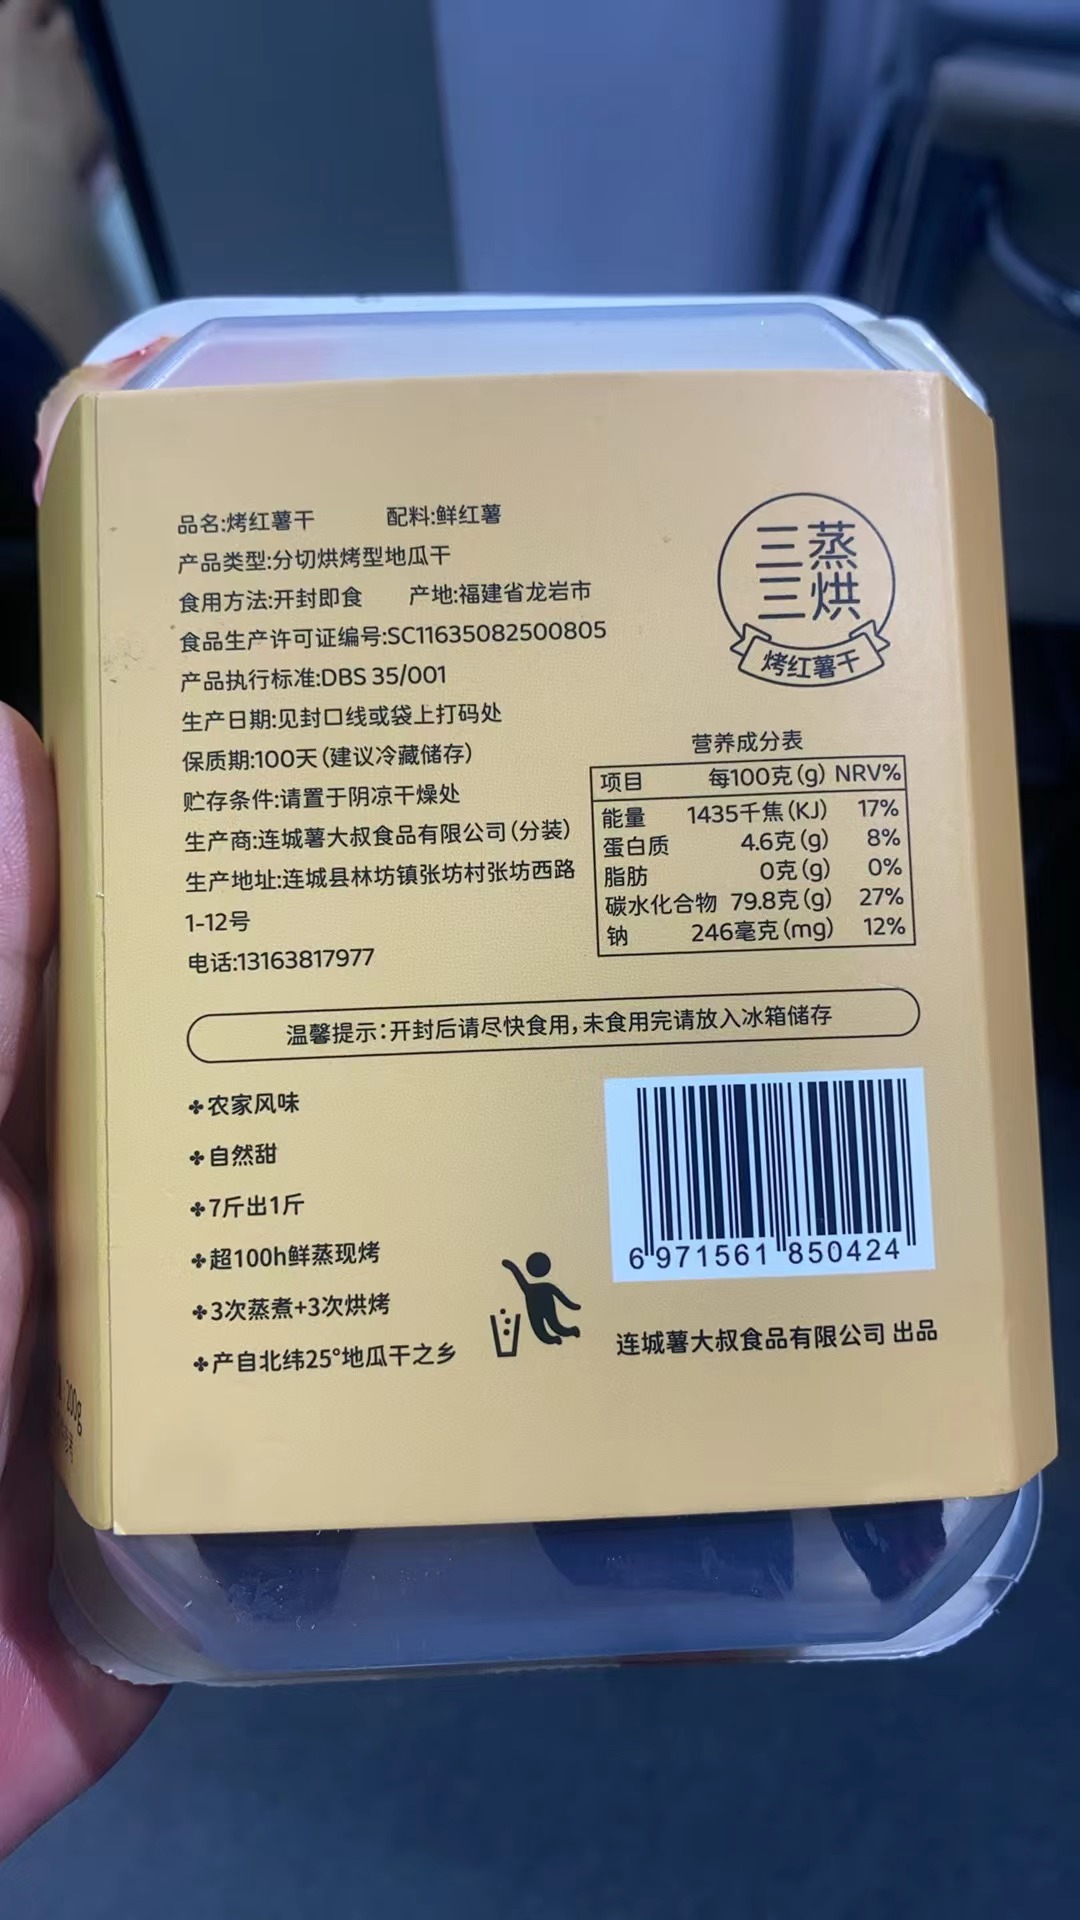 品名:烤红薯干 配料:鲜红薯
产品类型:分切烘烤型地瓜干
食用方法:开封即食 产地:福建省龙岩市
食品生产许可证编号:SC11635082500805
产品执行标准:DBS 35/001
生产日期:见封口线或袋上打码处
保质期:100天(建议冷藏储存)
贮存条件:请置于阴凉干燥处
生产商:连城薯大叔食品有限公司(分装)
生产地址:连城县林坊镇张坊村张坊西路
1-12号
电话:13163817977
三蒸
三烘
烤红薯干
营养成分表
项目 每100克(g) NRV%
能量 1435千焦(KJ) 17%
蛋白质 4.6克(g) 8%
脂肪 0克(g) 0%
碳水化合物 79.8克(g) 27%
钠 246毫克(mg) 12%
温馨提示:开封后请尽快食用,未食用完请放入冰箱储存
农家风味
自然甜
7斤出1斤
超100h鲜蒸现烤
3次蒸煮+3次烘烤
产自北纬25°地瓜干之乡
6 971561 850424
连城薯大叔食品有限公司 出品
200g